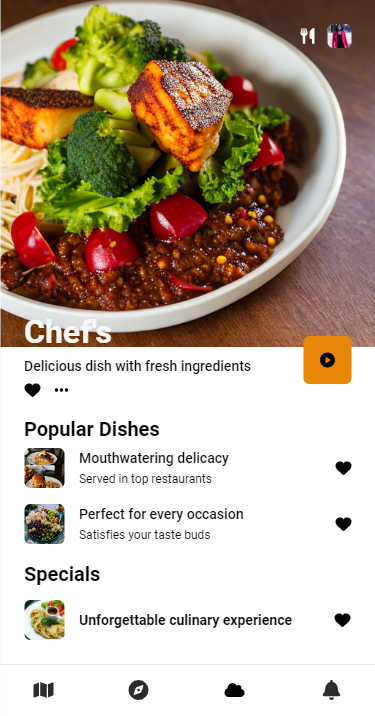 Chef's
Delicious dish with fresh ingredients
Popular Dishes
Mouthwatering delicacy
Served in top restaurants
Perfect for every occasion
Satisfies your taste buds
Specials
Unforgettable culinary experience